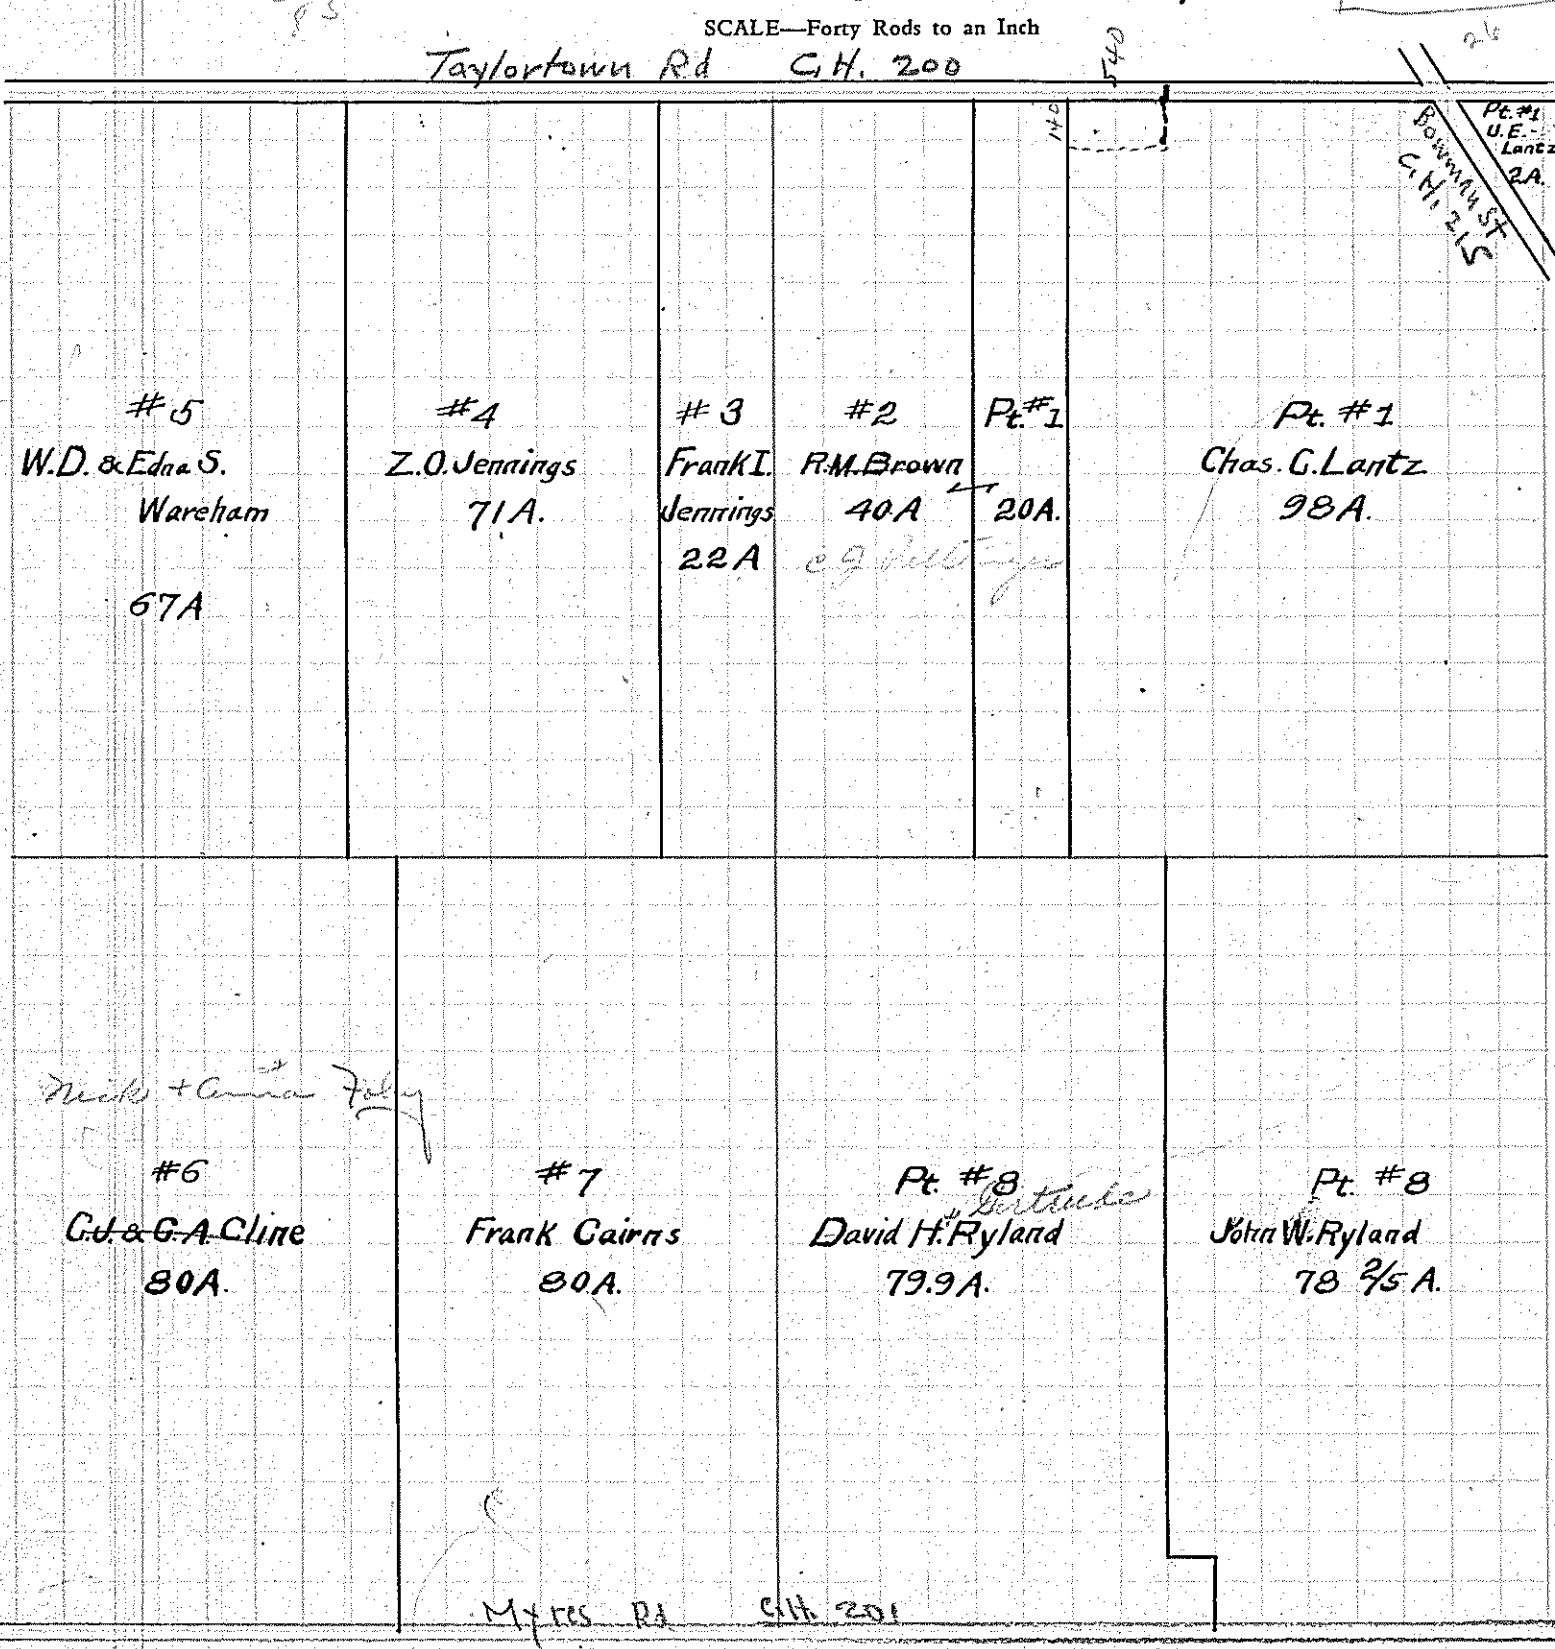 SCALE—Forty Rods to an Inch
Taylortown Rd C.H. 200
540
26
140
Bowman St
C.H. 215
Pt. #1
U.E.
Lantz
2A.
#5
W.D. & Edna S.
Wareham
67A
#4
Z.O. Jennings
71A.
#3
Frank I.
Jennings
22A
#2
R.M. Brown
40A
Pt. #1
20A.
Pt. #1
Chas. C. Lantz
98A.
Foley
#6
C.J. & C.A Cline
80A.
#7
Frank Cairns
80A.
Pt. #8
+ Gertrude
David H. Ryland
79.9A.
Pt. #8
John W. Ryland
78 2/5 A.
Myres Rd C.H. 201